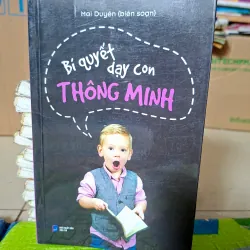 Hải Duyên (biên soạn)
Bí quyết
dạy con
THÔNG MINH